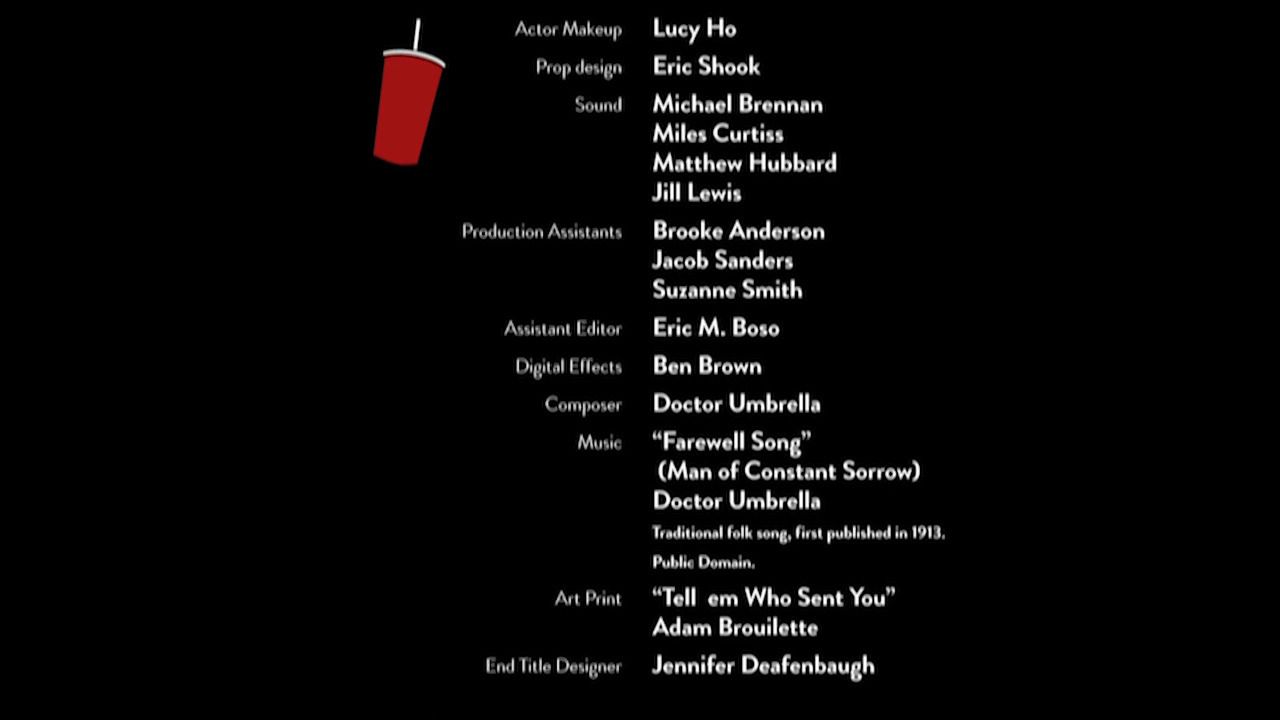 Actor Makeup Lucy Ho
Prop design Eric Shook
Sound Michael Brennan
Miles Curtiss
Matthew Hubbard
Jill Lewis
Production Assistants Brooke Anderson
Jacob Sanders
Suzanne Smith
Assistant Editor Eric M. Boso
Digital Effects Ben Brown
Composer Doctor Umbrella
Music “Farewell Song”
(Man of Constant Sorrow)
Doctor Umbrella
Traditional folk song, first published in 1913.
Public Domain.
Art Print “Tell em Who Sent You”
Adam Brouilette
End Title Designer Jennifer Deafenbaugh